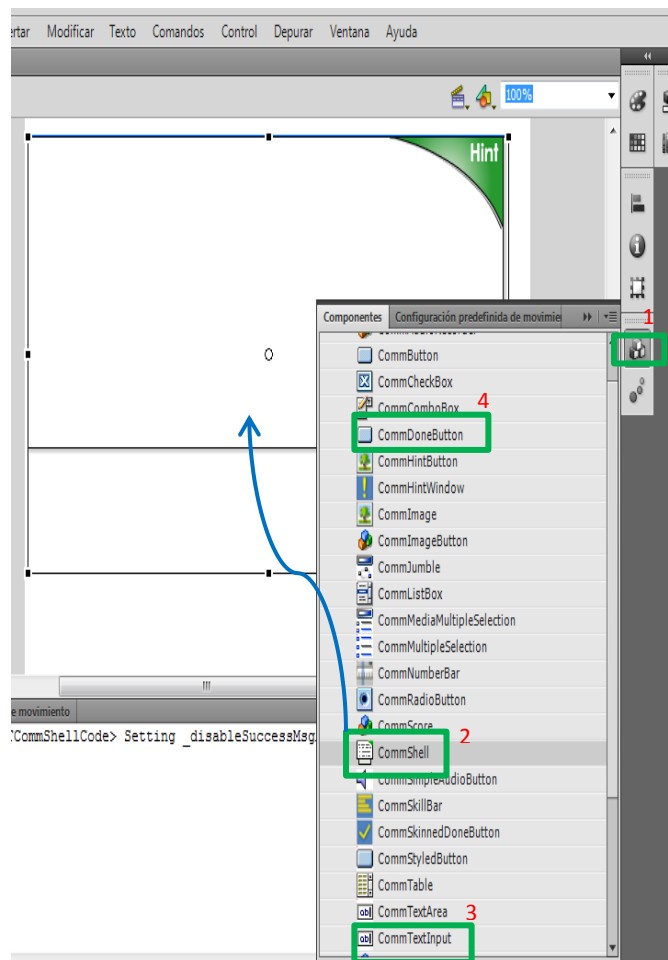 Modificar Texto Comandos Control Depurar Ventana Ayuda
100%
Hint
1
Componentes Configuración predefinida de movimie
CommButton
CommCheckBox
CommComboBox
4
CommDoneButton
CommHintButton
CommHintWindow
CommImage
CommImageButton
CommJumble
CommListBox
CommMediaMultipleSelection
CommMultipleSelection
CommNumberBar
CommRadioButton
CommScore
2
CommShell
CommSimpleAudioButton
CommSkillBar
CommSkinnedDoneButton
CommStyledButton
CommTable
CommTextArea
3
CommTextInput
e movimiento
CommShellCode> Setting _disableSuccessMsg